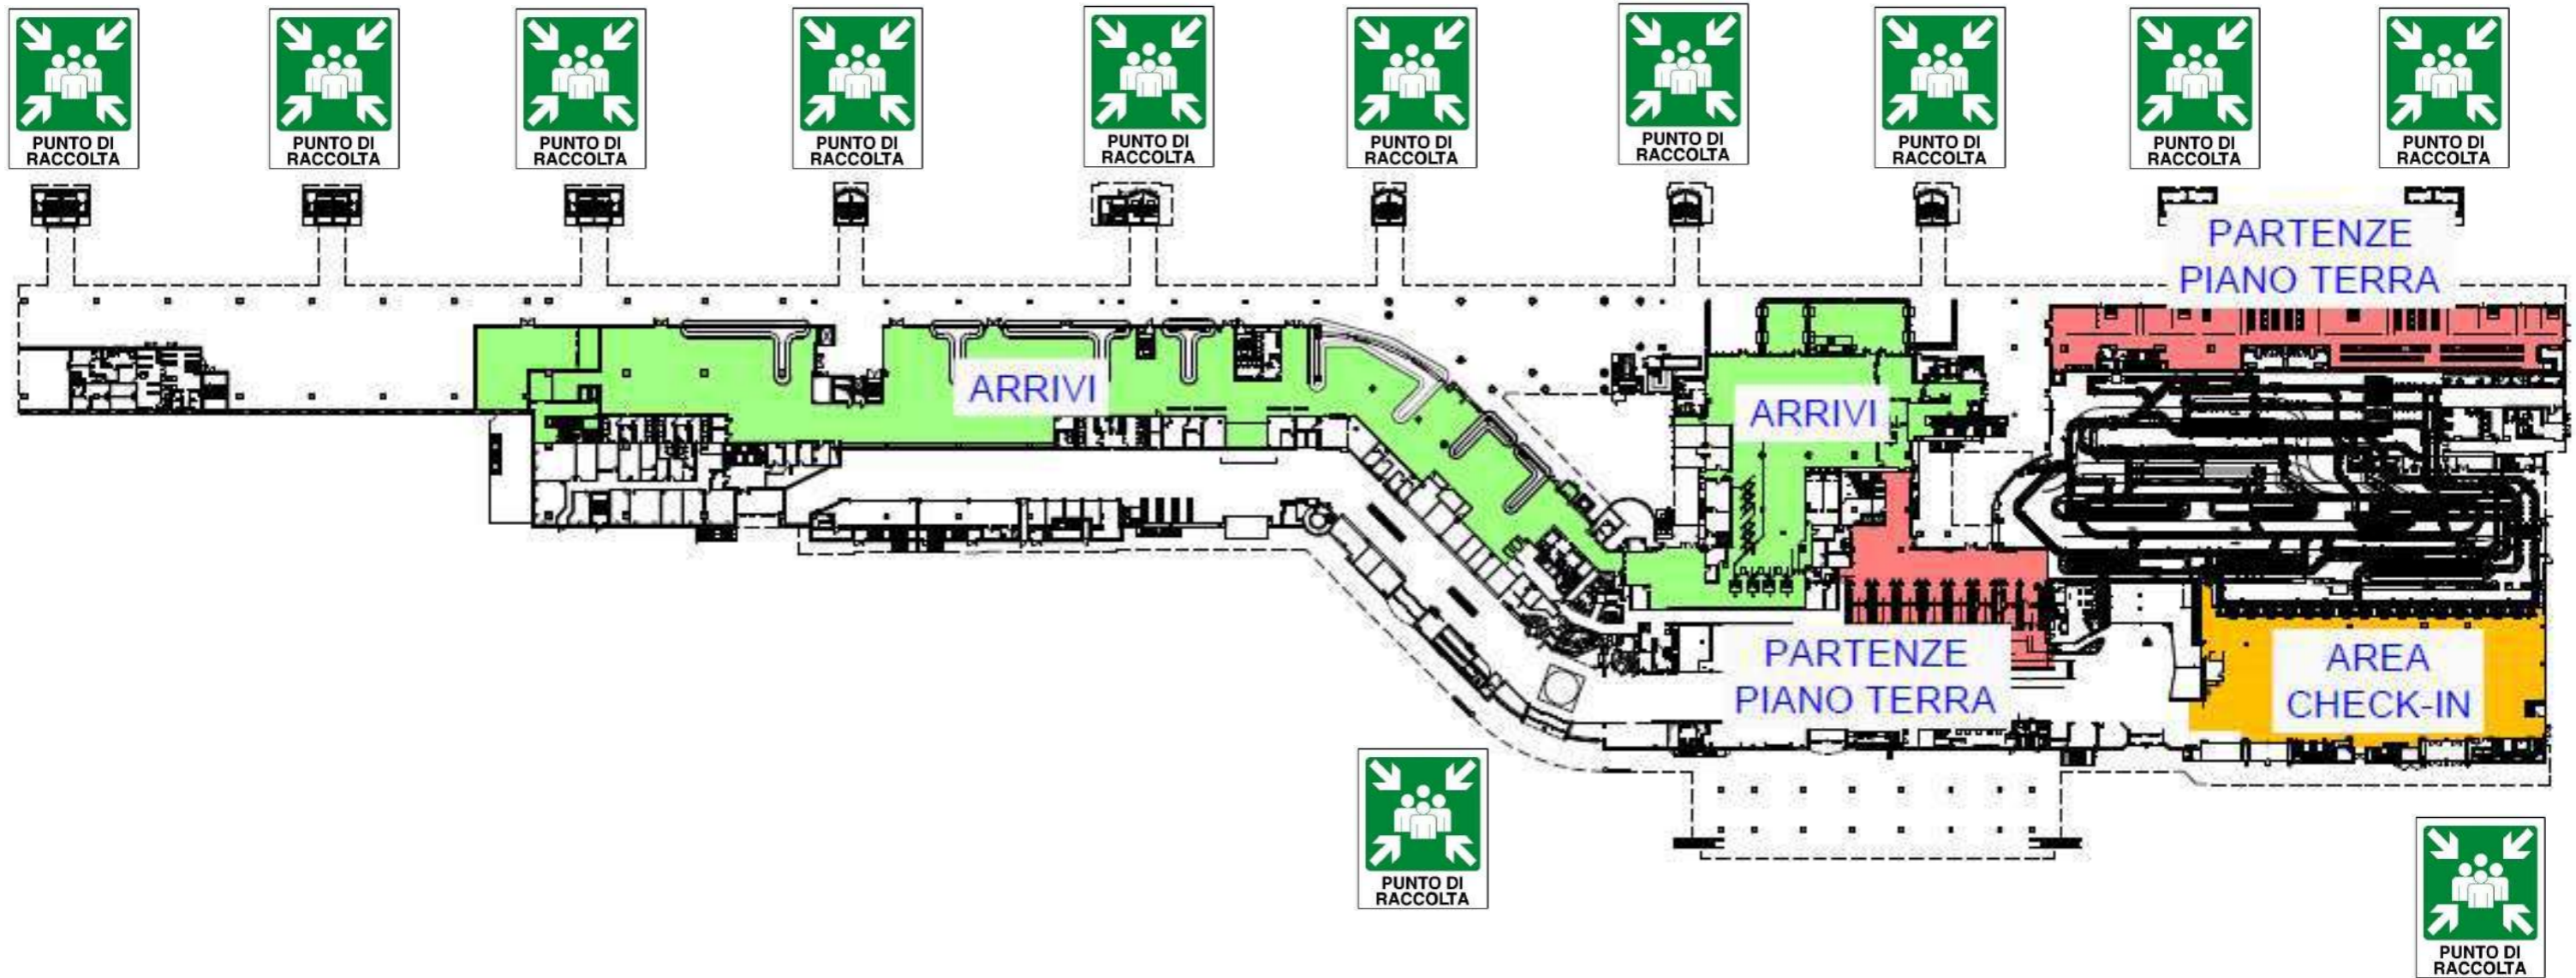 PUNTO DI
RACCOLTA
PUNTO DI
RACCOLTA
PUNTO DI
RACCOLTA
PUNTO DI
RACCOLTA
PUNTO DI
RACCOLTA
PUNTO DI
RACCOLTA
PUNTO DI
RACCOLTA
PUNTO DI
RACCOLTA
PUNTO DI
RACCOLTA
PUNTO DI
RACCOLTA
PARTENZE
PIANO TERRA
ARRIVI
ARRIVI
PARTENZE
PIANO TERRA
AREA
CHECK-IN
PUNTO DI
RACCOLTA
PUNTO DI
RACCOLTA